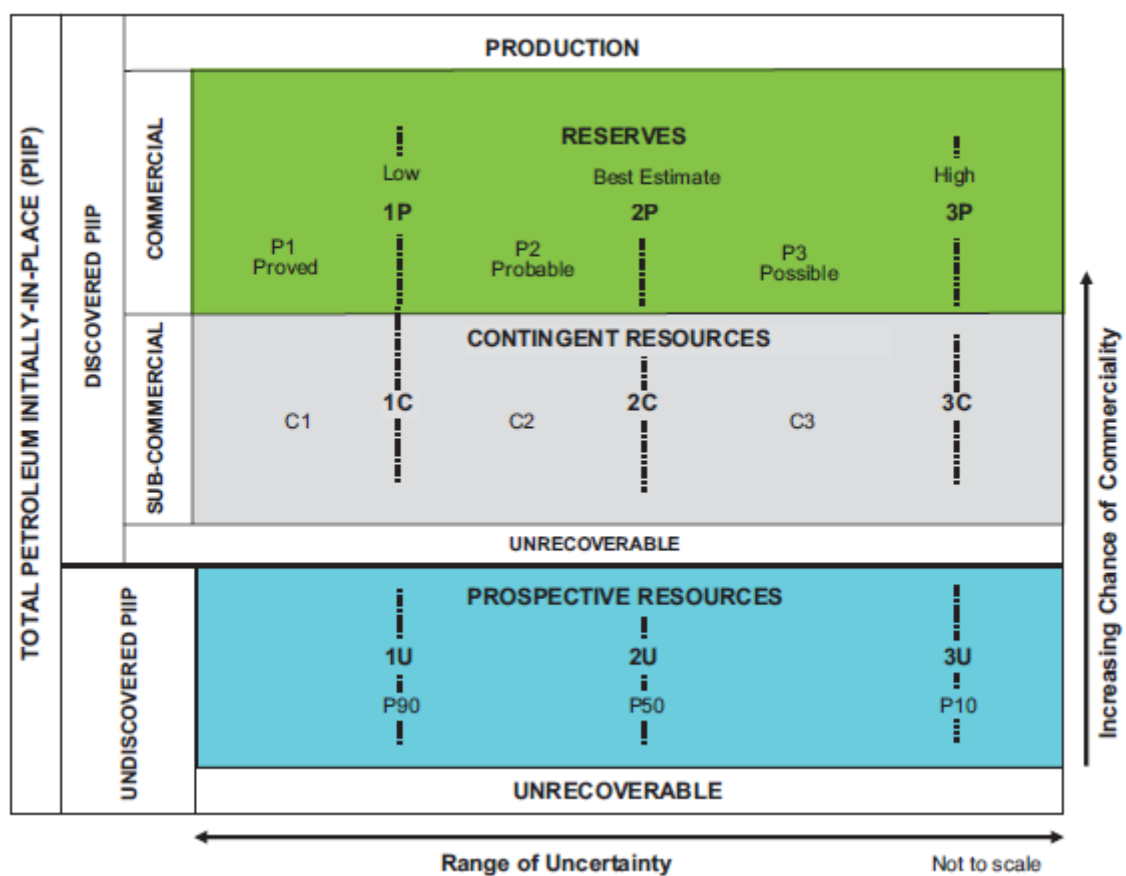 TOTAL PETROLEUM INITIALLY-IN-PLACE (PIIP)
DISCOVERED PIIP
UNDISCOVERED PIIP
COMMERCIAL
SUB-COMMERCIAL
PRODUCTION
RESERVES
Low
Best Estimate
High
1P
2P
3P
P1
Proved
P2
Probable
P3
Possible
CONTINGENT RESOURCES
1C
2C
3C
C1
C2
C3
UNRECOVERABLE
PROSPECTIVE RESOURCES
1U
2U
3U
P90
P50
P10
UNRECOVERABLE
Increasing Chance of Commerciality
Range of Uncertainty
Not to scale